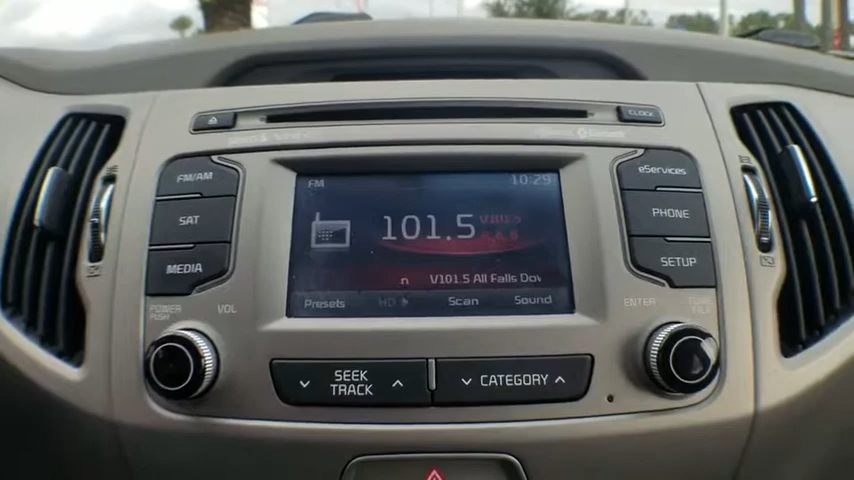 CLOCK
FM/AM
SAT
MEDIA
FM
10:29
101.5
V101.5
R & B
n V101.5 All Falls Dow
Presets HD Scan Sound
eServices
PHONE
SETUP
POWER
PUSH
VOL
ENTER
TUNE
SEEK
TRACK
CATEGORY